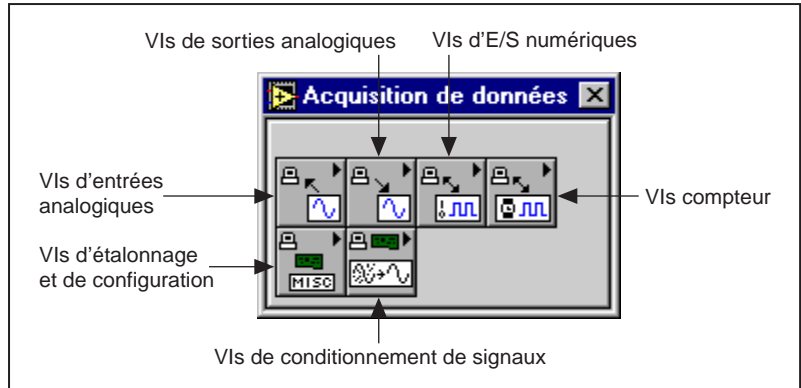 VIs de sorties analogiques
VIs d'E/S numériques
Acquisition de données
VIs d'entrées
analogiques
VIs compteur
VIs d'étalonnage
et de configuration
MISC
VIs de conditionnement de signaux